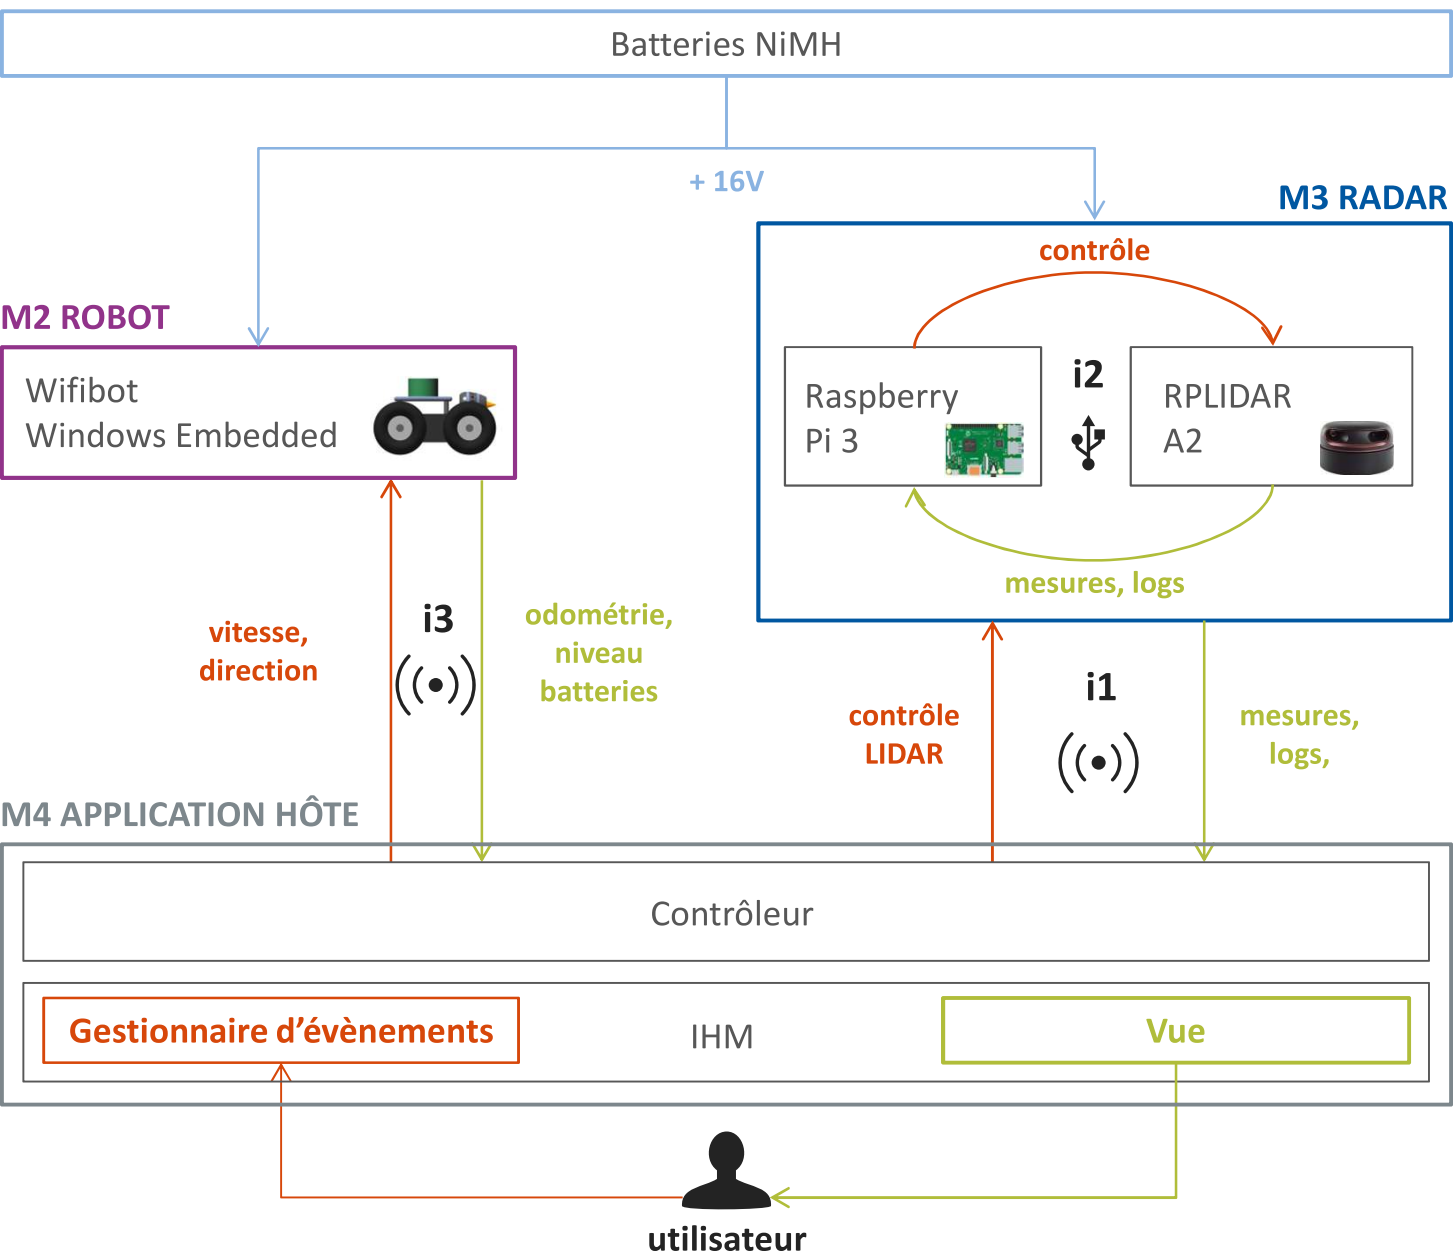 Batteries NiMH
+ 16V
M3 RADAR
contrôle
M2 ROBOT
Wifibot
Windows Embedded
Raspberry
Pi 3
i2
RPLIDAR
A2
mesures, logs
vitesse,
direction
i3
odométrie,
niveau
batteries
contrôle
LIDAR
i1
mesures,
logs,
M4 APPLICATION HÔTE
Contrôleur
Gestionnaire d’évènements
IHM
Vue
utilisateur